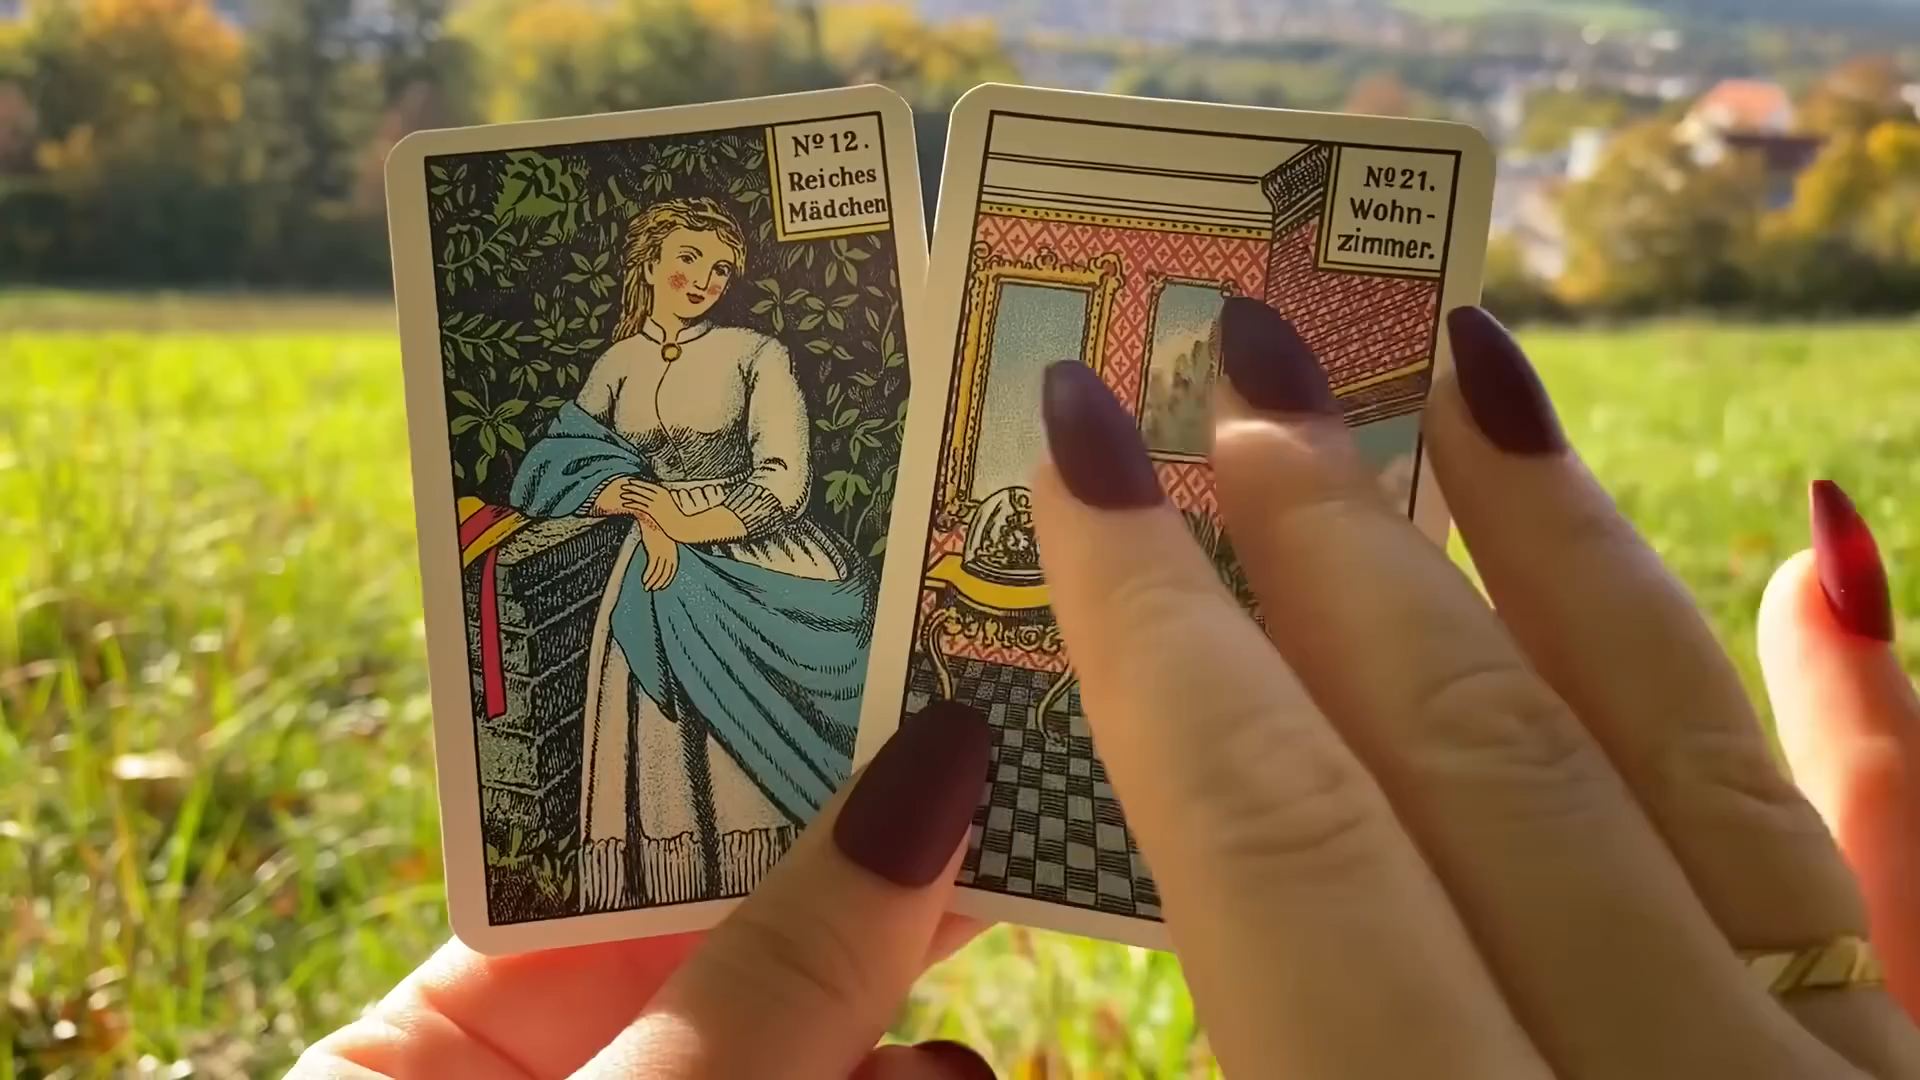 Nº 12.
Reiches
Mädchen
Nº 21.
Wohn-
zimmer.